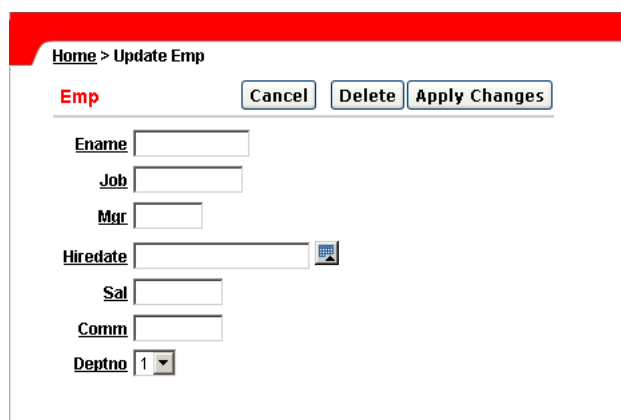 Home > Update Emp
Emp Cancel Delete Apply Changes
Ename
Job
Mgr
Hiredate
Sal
Comm
Deptno 1